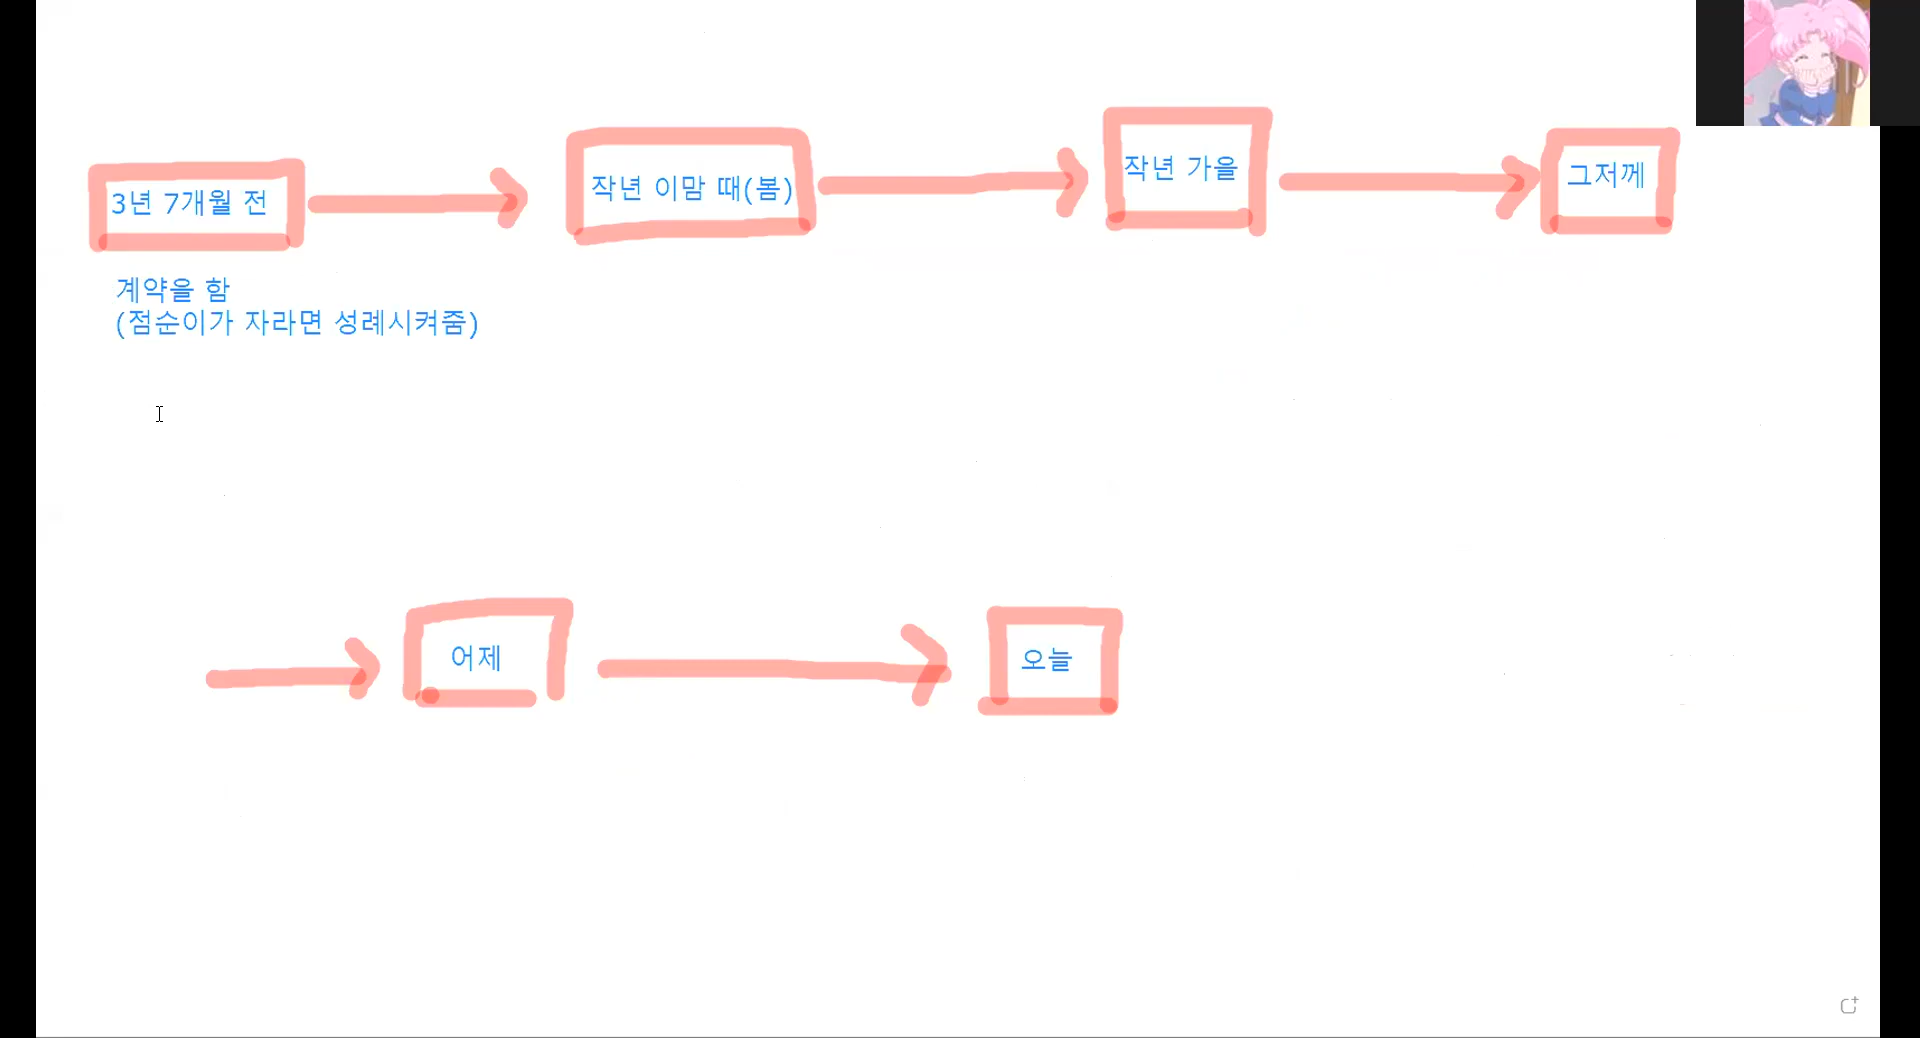 3년 7개월 전
작년 이맘 때(봄)
작년 가을
그저께
계약을 함
(점순이가 자라면 성례시켜줌)
어제
오늘